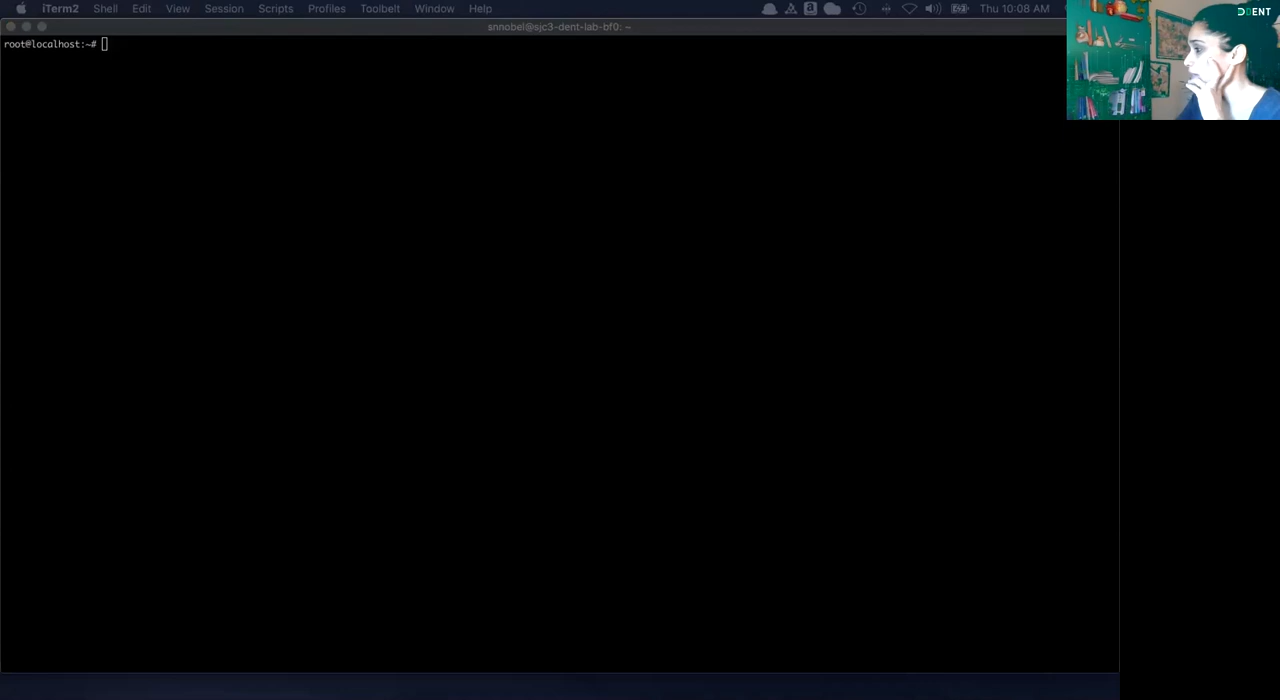 iTerm2 Shell Edit View Session Scripts Profiles Toolbelt Window Help Thu 10:08 AM
snnobel@sjc3-dent-lab-bf0: ~
root@localhost:~#
DENT